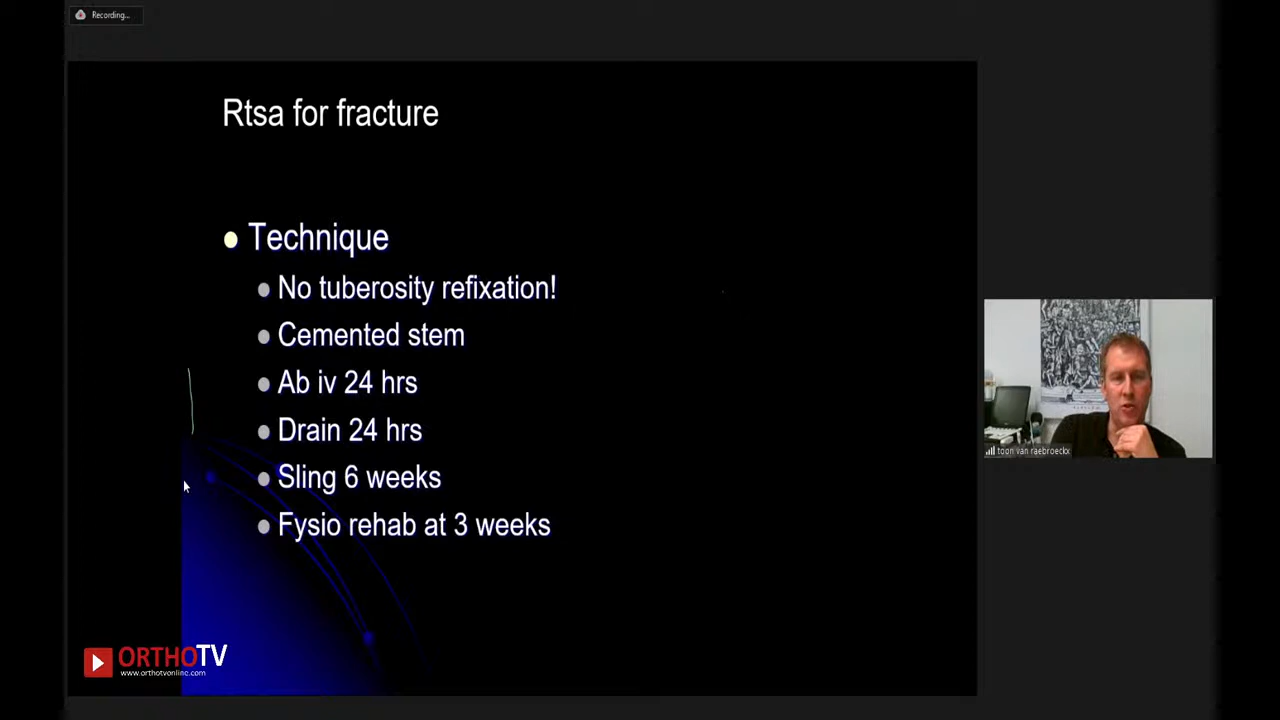 Recording...
Rtsa for fracture
Technique
No tuberosity refixation!
Cemented stem
Ab iv 24 hrs
Drain 24 hrs
Sling 6 weeks
Fysio rehab at 3 weeks
toon van raebroeckx
ORTHOTV
www.orthotvonline.com